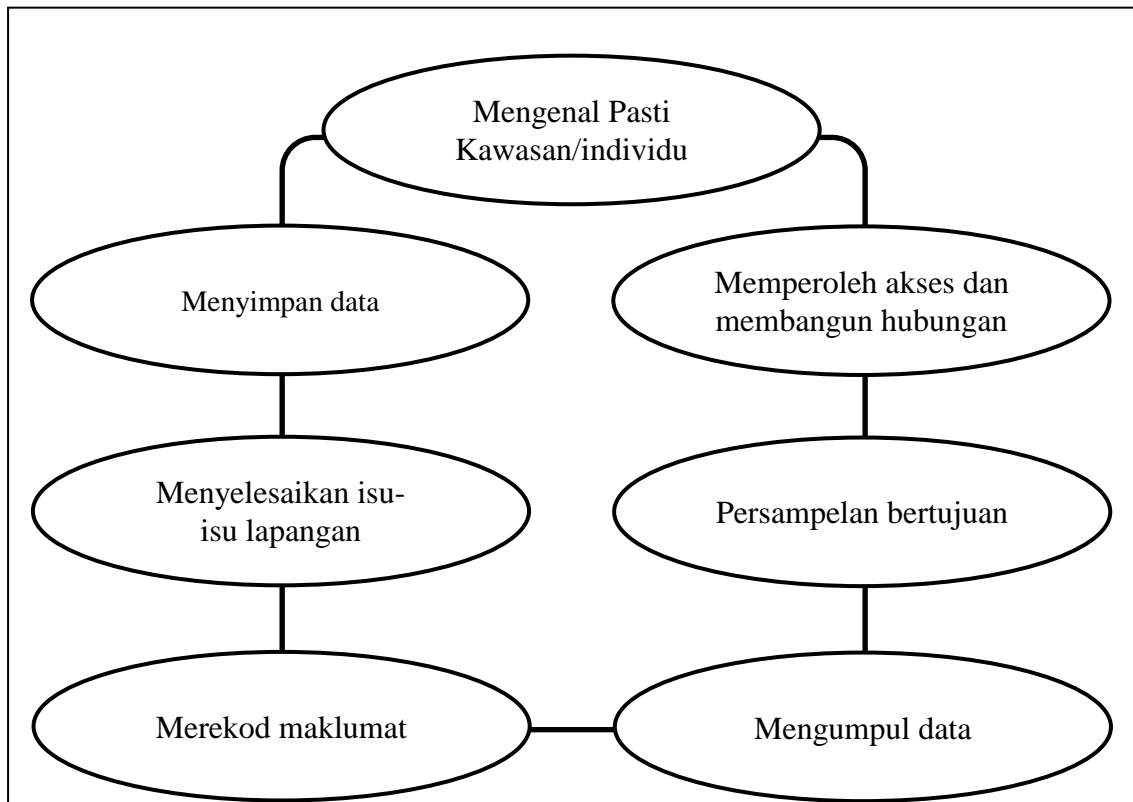 Mengenal Pasti
Kawasan/individu
Menyimpan data
Memperoleh akses dan
membangun hubungan
Menyelesaikan isu-
isu lapangan
Persampelan bertujuan
Merekod maklumat
Mengumpul data